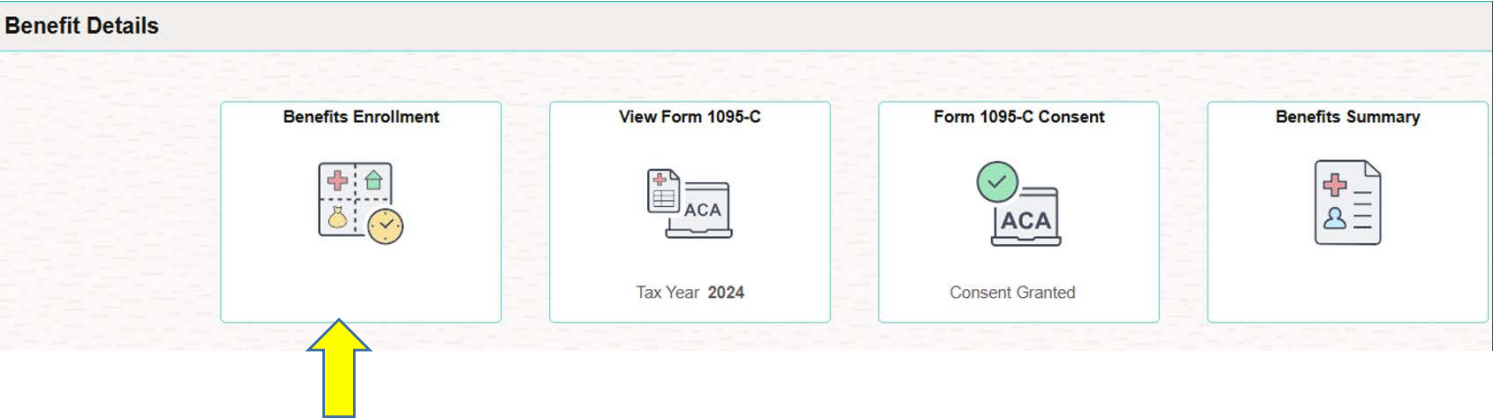 Benefit Details
Benefits Enrollment
View Form 1095-C
ACA
Tax Year 2024
Form 1095-C Consent
ACA
Consent Granted
Benefits Summary